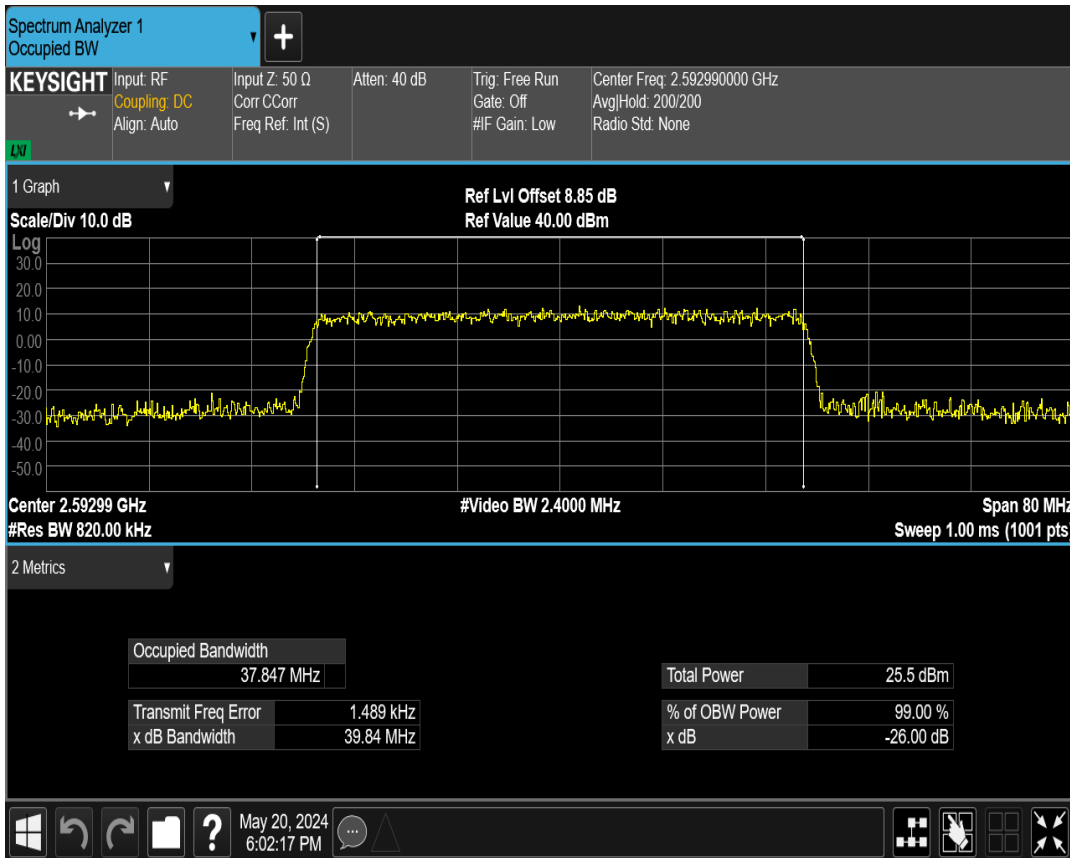 Spectrum Analyzer 1
Occupied BW
KEYSIGHT
LXI
Input: RF
Coupling: DC
Align: Auto
Input Z: 50 Ω
Corr CCorr
Freq Ref: Int (S)
Atten: 40 dB
Trig: Free Run
Gate: Off
#IF Gain: Low
Center Freq: 2.592990000 GHz
Avg|Hold: 200/200
Radio Std: None
1 Graph
Scale/Div 10.0 dB
Ref Lvl Offset 8.85 dB
Ref Value 40.00 dBm
Log
30.0
20.0
10.0
0.00
-10.0
-20.0
-30.0
-40.0
-50.0
Center 2.59299 GHz
#Video BW 2.4000 MHz
Span 80 MHz
#Res BW 820.00 kHz
Sweep 1.00 ms (1001 pts)
2 Metrics
Occupied Bandwidth
37.847 MHz
Total Power 25.5 dBm
Transmit Freq Error 1.489 kHz
% of OBW Power 99.00 %
x dB Bandwidth 39.84 MHz
x dB -26.00 dB
May 20, 2024
6:02:17 PM